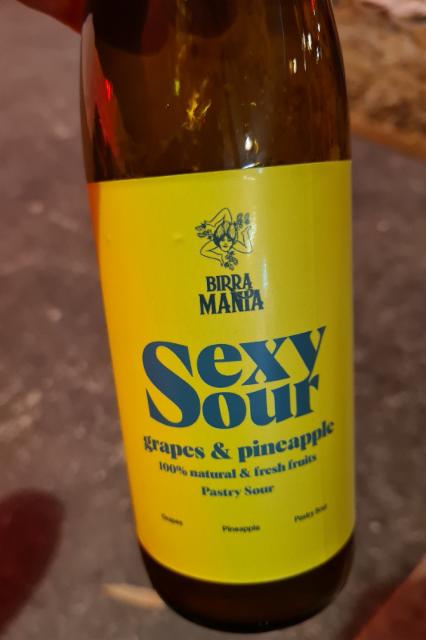 BIRRA
MANIA
Sexy
Sour
grapes & pineapple
100% natural & fresh fruits
Pastry Sour
Grapes
Pineapple
Pastry Sour